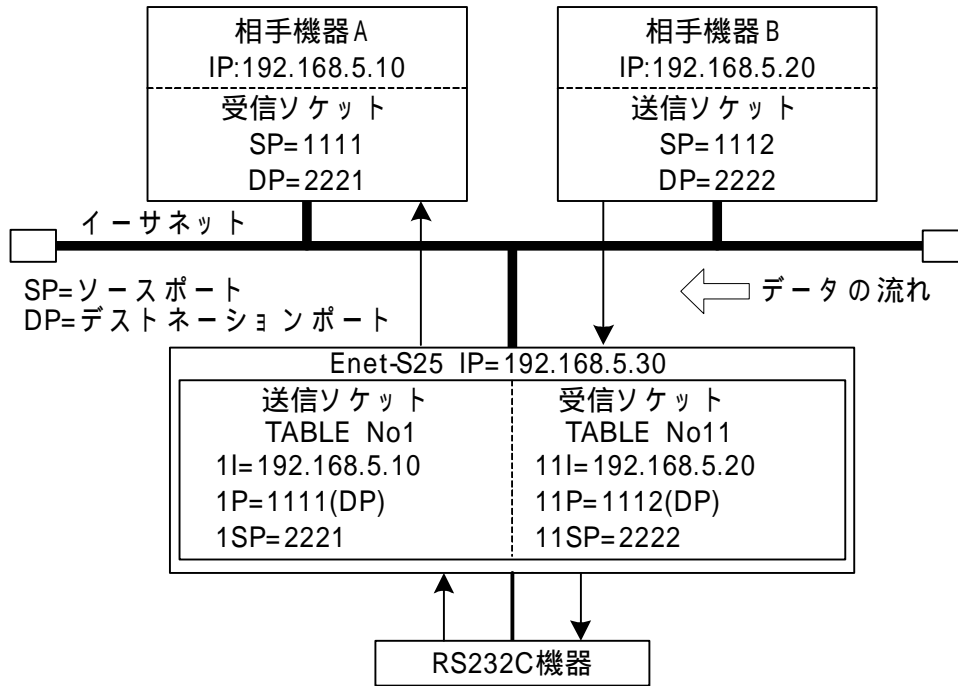 相手機器A
IP:192.168.5.10
受信ソケット
SP=1111
DP=2221
相手機器B
IP:192.168.5.20
送信ソケット
SP=1112
DP=2222
イーサネット
SP=ソースポート
DP=デストネーションポート
データの流れ
Enet-S25 IP=192.168.5.30
送信ソケット
TABLE No1
1I=192.168.5.10
1P=1111(DP)
1SP=2221
受信ソケット
TABLE No11
11I=192.168.5.20
11P=1112(DP)
11SP=2222
RS232C機器